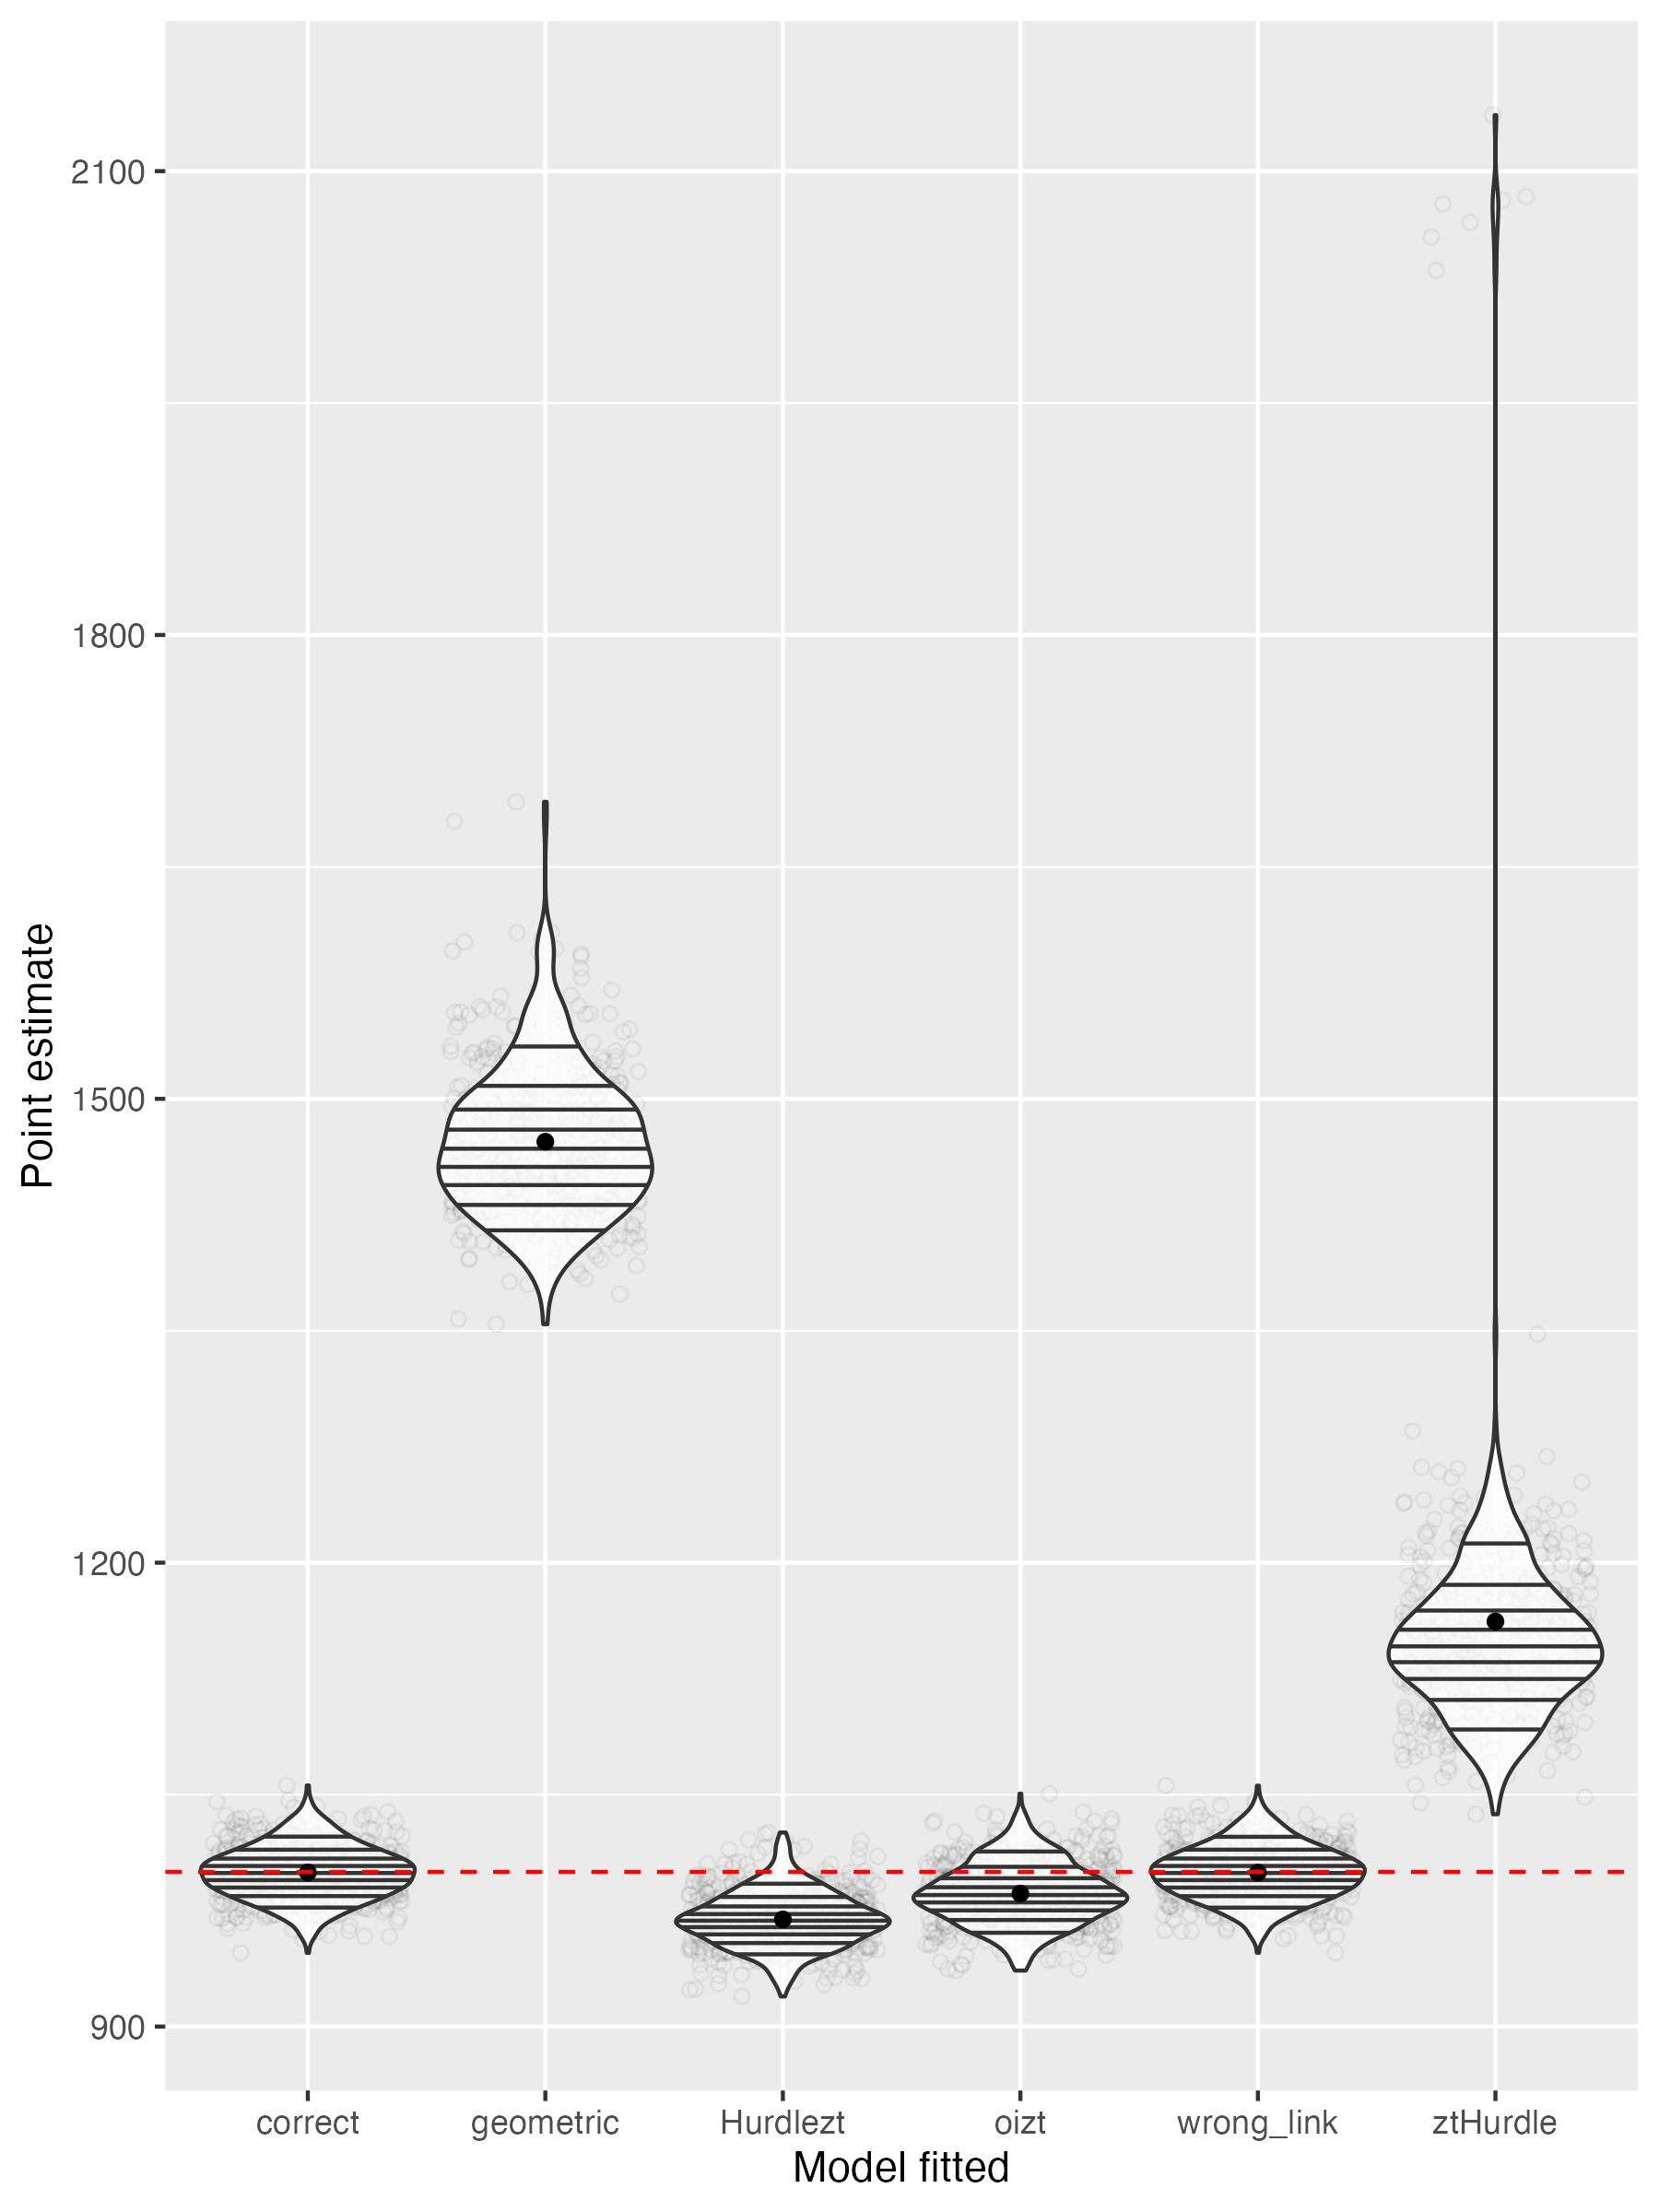 Point estimate
2100
1800
1500
1200
900
correct geometric Hurdlezt oizt wrong_link ztHurdle
Model fitted